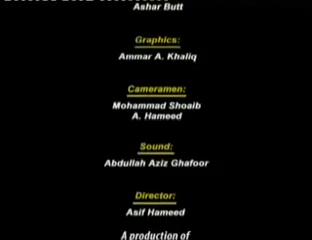 Ashar Butt
Graphics:
Ammar A. Khaliq
Cameramen:
Mohammad Shoaib
A. Hameed
Sound:
Abdullah Aziz Ghafoor
Director:
Asif Hameed
A production of